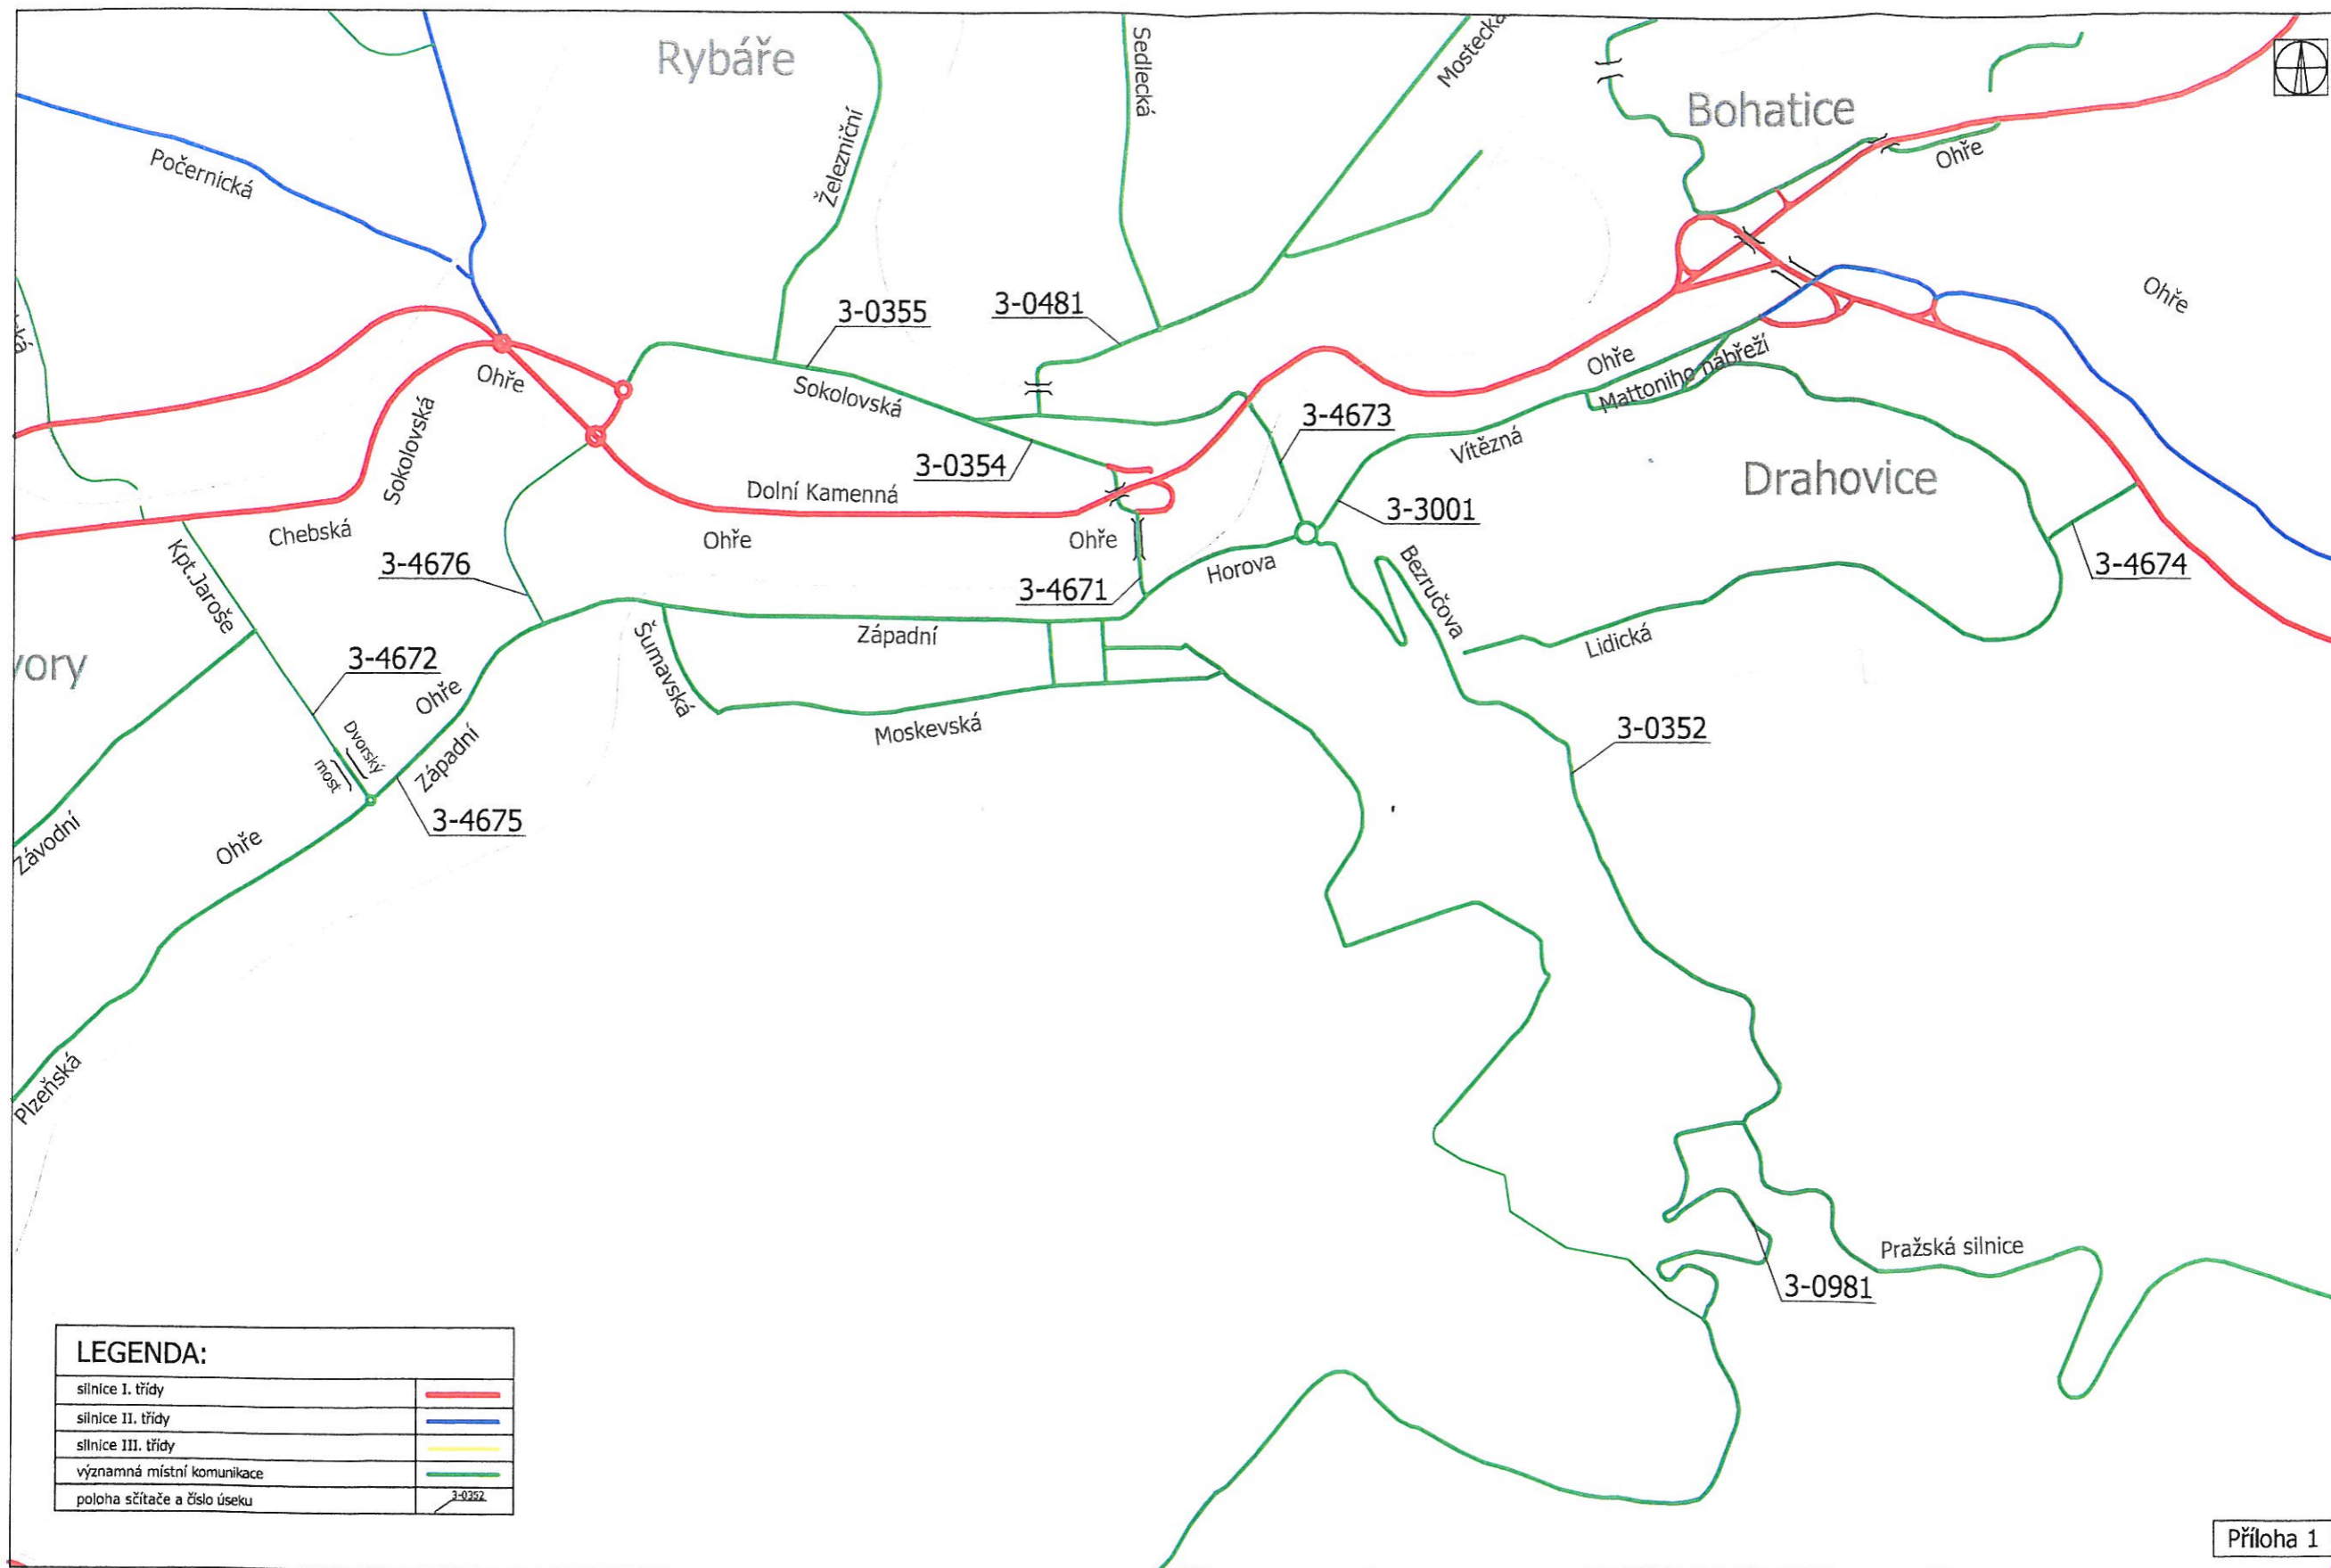 Rybáře
Sedlecká
Mostecká
Bohatice
Počernická
Železniční
Ohře
Ohře
3-0355
3-0481
Ohře
Sokolovská
Sokolovská
Ohře
Mattoniho nábřeží
3-4673
Vítězná
3-0354
Drahovice
Dolní Kamenná
3-3001
Chebská
Ohře
Ohře
Kpt.Jaroše
3-4676
3-4671
Horova
Bezručova
3-4674
Západní
Šumavská
Lidická
vory
3-4672
Ohře
Moskevská
3-0352
Dvorský
most
Západní
3-4675
Závodní
Ohře
Plzeňská
Pražská silnice
3-0981
LEGENDA:
silnice I. třídy
silnice II. třídy
silnice III. třídy
významná místní komunikace
poloha sčítače a číslo úseku 3-0352
Příloha 1